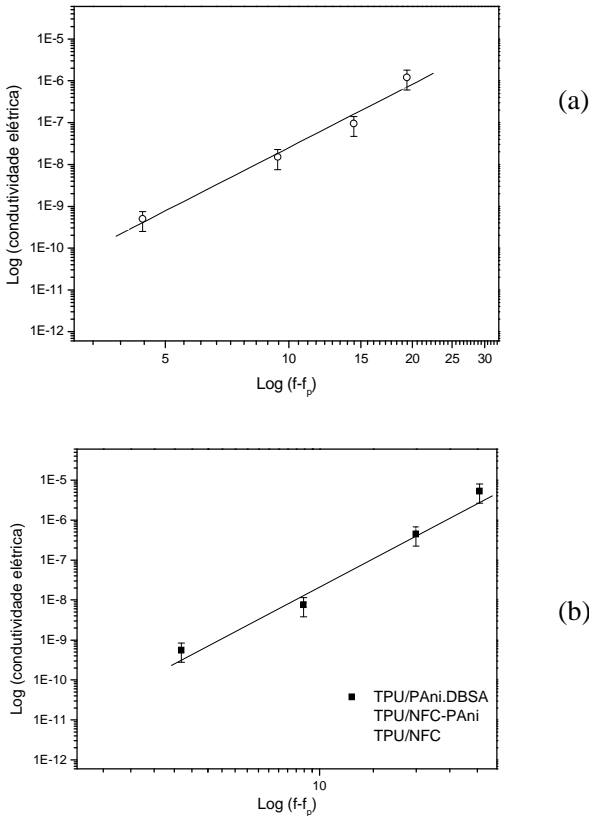 1E-5
1E-6
1E-7
1E-8
1E-9
1E-10
1E-11
1E-12
Log (condutividade elétrica)
5 10 15 20 25 30
Log (f-fp)
(a)
1E-5
1E-6
1E-7
1E-8
1E-9
1E-10
1E-11
1E-12
Log (condutividade elétrica)
TPU/PAni.DBSA
TPU/NFC-PAni
TPU/NFC
10
Log (f-fp)
(b)